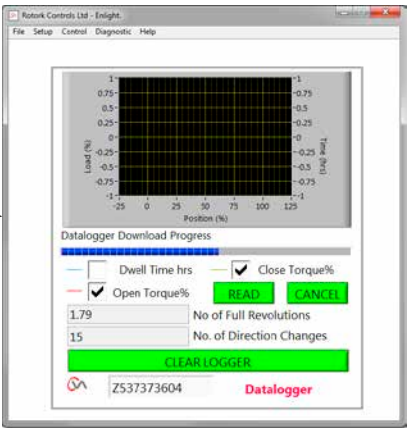 Rotork Controls Ltd - Enlight.
File Setup Control Diagnostic Help
1 1
0.75 0.75
0.5 0.5
0.25 0.25
0 0
-0.25 -0.25
-0.5 -0.5
-0.75 -0.75
-1 -1
Load (%)
Time (hrs)
-25 0 25 50 75 100 125
Position (%)
Datalogger Download Progress
Dwell Time hrs Close Torque%
Open Torque% READ CANCEL
1.79 No of Full Revolutions
15 No. of Direction Changes
CLEAR LOGGER
Z537373604 Datalogger